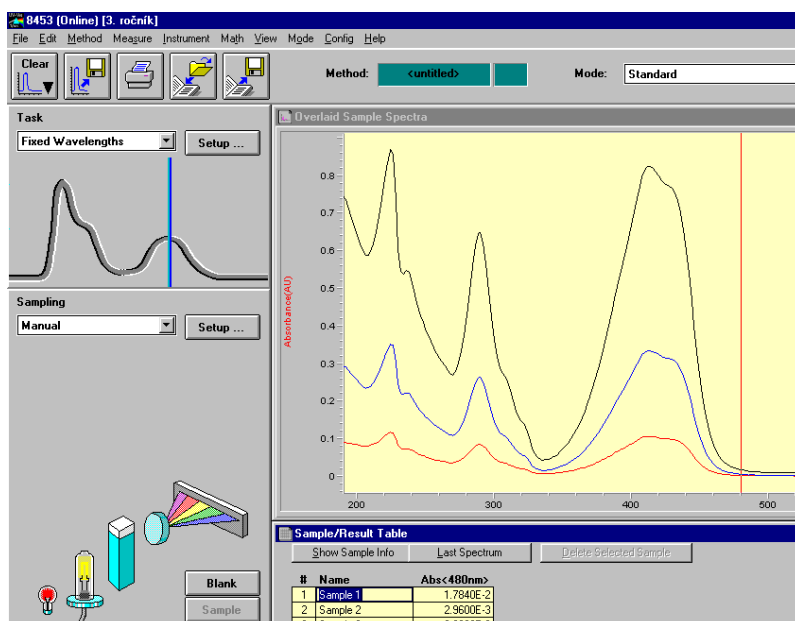 8453 (Online) [3. ročník]
File Edit Method Measure Instrument Math View Mode Config Help
Clear
Method: <untitled> Mode: Standard
Task
Fixed Wavelengths Setup ...
Sampling
Manual Setup ...
Blank
Sample
Overlaid Sample Spectra
Absorbance(AU)
0.8
0.7
0.6
0.5
0.4
0.3
0.2
0.1
0
200 300 400 500
Sample/Result Table
Show Sample Info Last Spectrum Delete Selected Sample
# Name Abs<480nm>
1 Sample 1 1.7840E-2
2 Sample 2 2.9600E-3